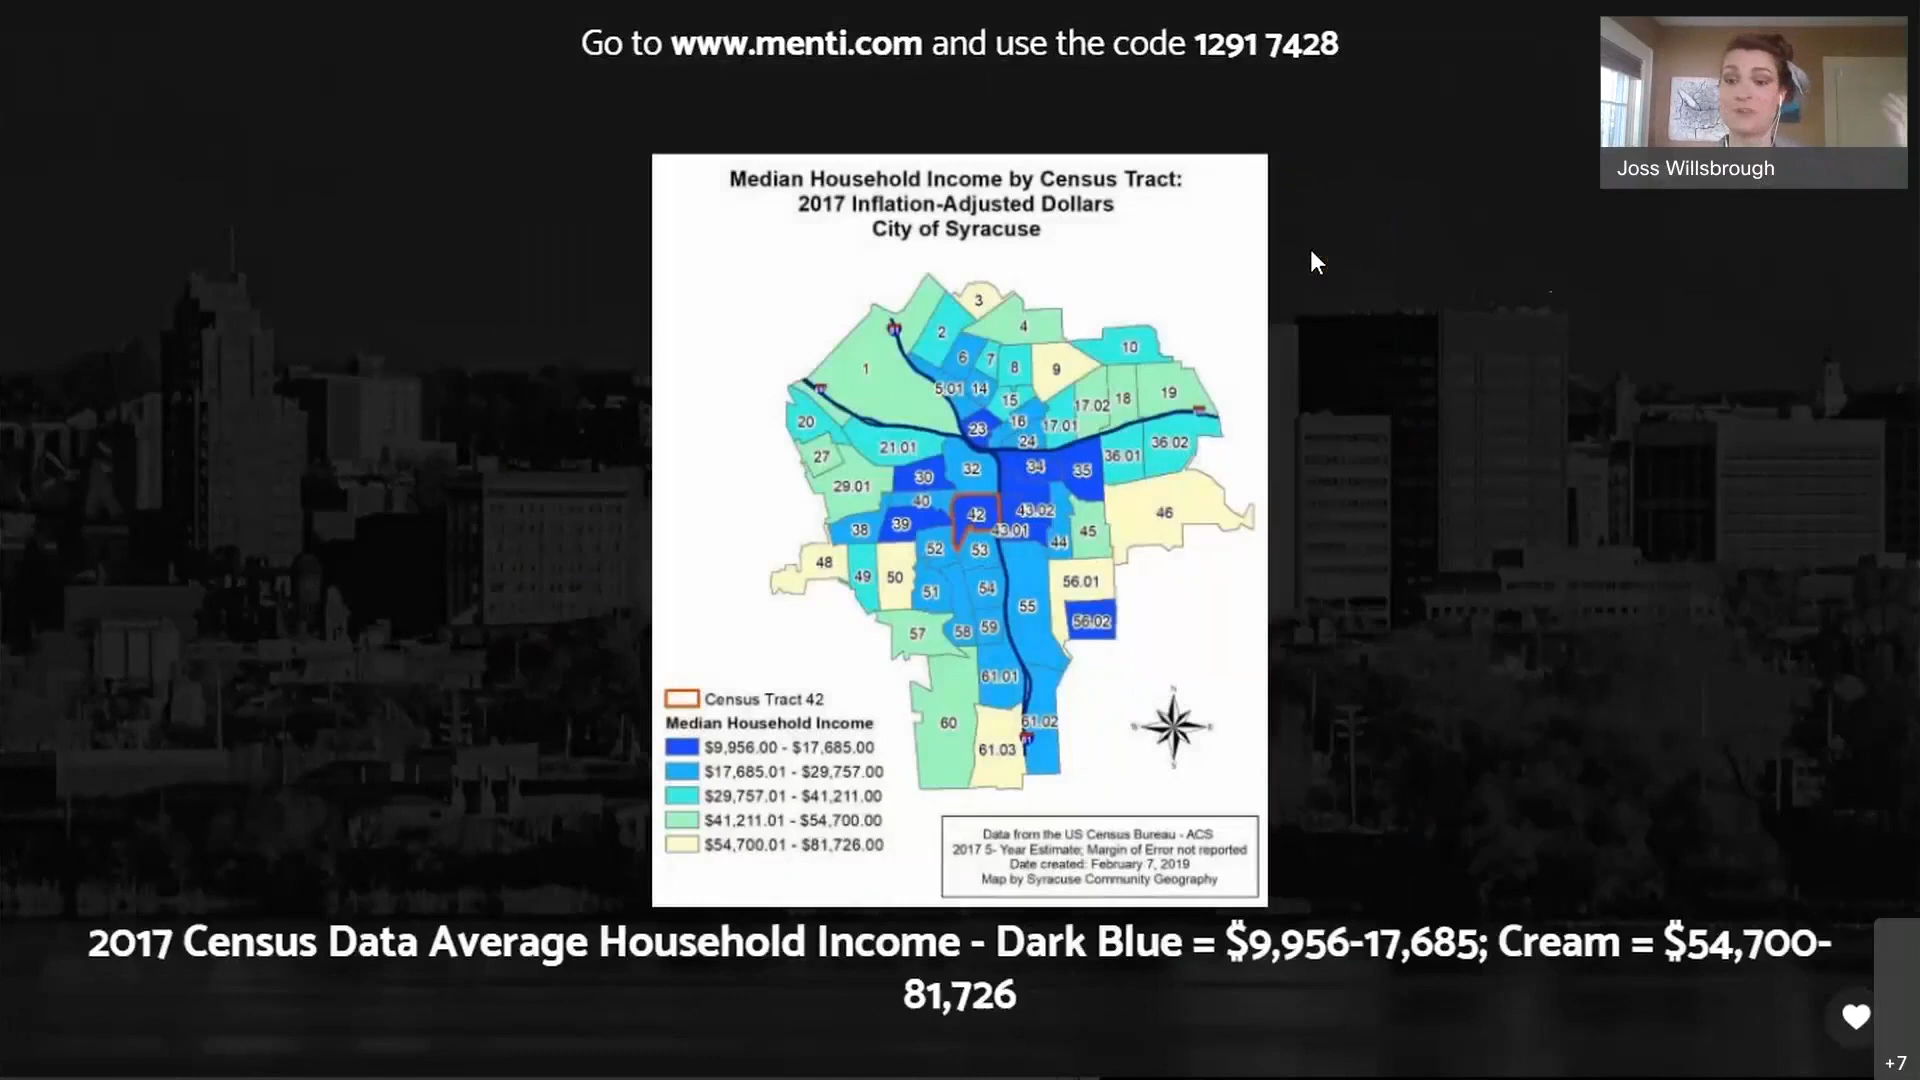 Go to www.menti.com and use the code 1291 7428
Joss Willsbrough
Median Household Income by Census Tract:
2017 Inflation-Adjusted Dollars
City of Syracuse
3
2
4
10
6
7
8
9
1
5.01
14
15
17.02
18
19
20
23
16
17.01
24
21.01
36.02
27
32
34
35
36.01
30
29.01
40
42
43.02
46
38
39
43.01
45
44
52
53
48
49
50
56.01
51
54
55
56.02
57
58
59
61.01
60
61.02
61.03
81
N
W
E
S
Census Tract 42
Median Household Income
$9,956.00 - $17,685.00
$17,685.01 - $29,757.00
$29,757.01 - $41,211.00
$41,211.01 - $54,700.00
$54,700.01 - $81,726.00
Data from the US Census Bureau - ACS
2017 5- Year Estimate; Margin of Error not reported
Date created: February 7, 2019
Map by Syracuse Community Geography
2017 Census Data Average Household Income - Dark Blue = $9,956-17,685; Cream = $54,700-
81,726
+7